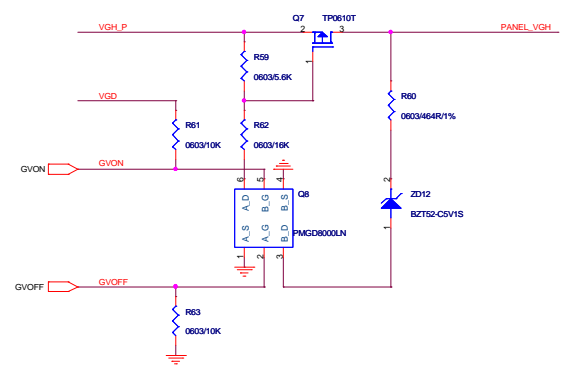 Q7 TP0610T
VGH_P 2 3 PANEL_VGH
1
R59
0603/5.6K
R60
0603/464R/1%
VGD
R61
0603/10K
R62
0603/16K
GVON GVON
6 5 4
Q8
A_D B_G B_S
A_S A_G B_D
PMGD8000LN
1 2 3
2
ZD12
BZT52-C5V1S
1
GVOFF GVOFF
R63
0603/10K